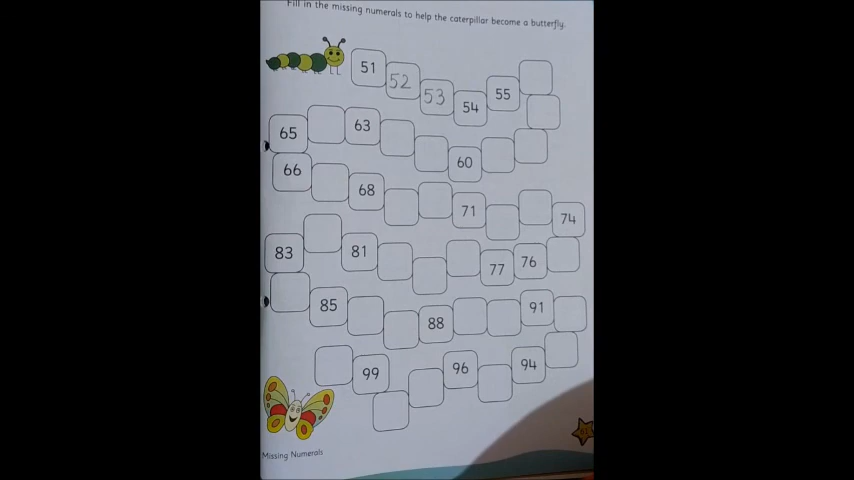 Fill in the missing numerals to help the caterpillar become a butterfly.
51 52 53 54 55
65 63 60
66 68 71 74
83 81 77 76
85 88 91
99 96 94
Missing Numerals